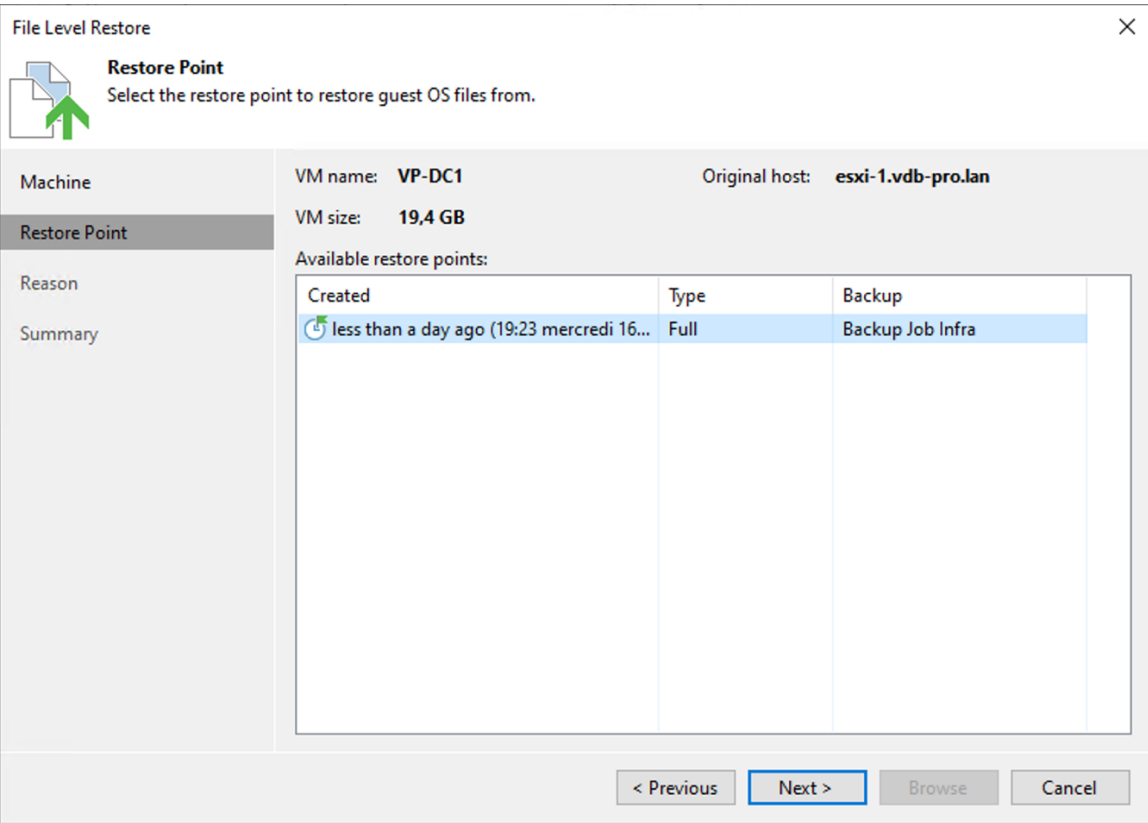 File Level Restore
Restore Point
Select the restore point to restore guest OS files from.
Machine
Restore Point
Reason
Summary
VM name: VP-DC1 Original host: esxi-1.vdb-pro.lan
VM size: 19,4 GB
Available restore points:
Created Type Backup
less than a day ago (19:23 mercredi 16... Full Backup Job Infra
< Previous Next > Browse Cancel